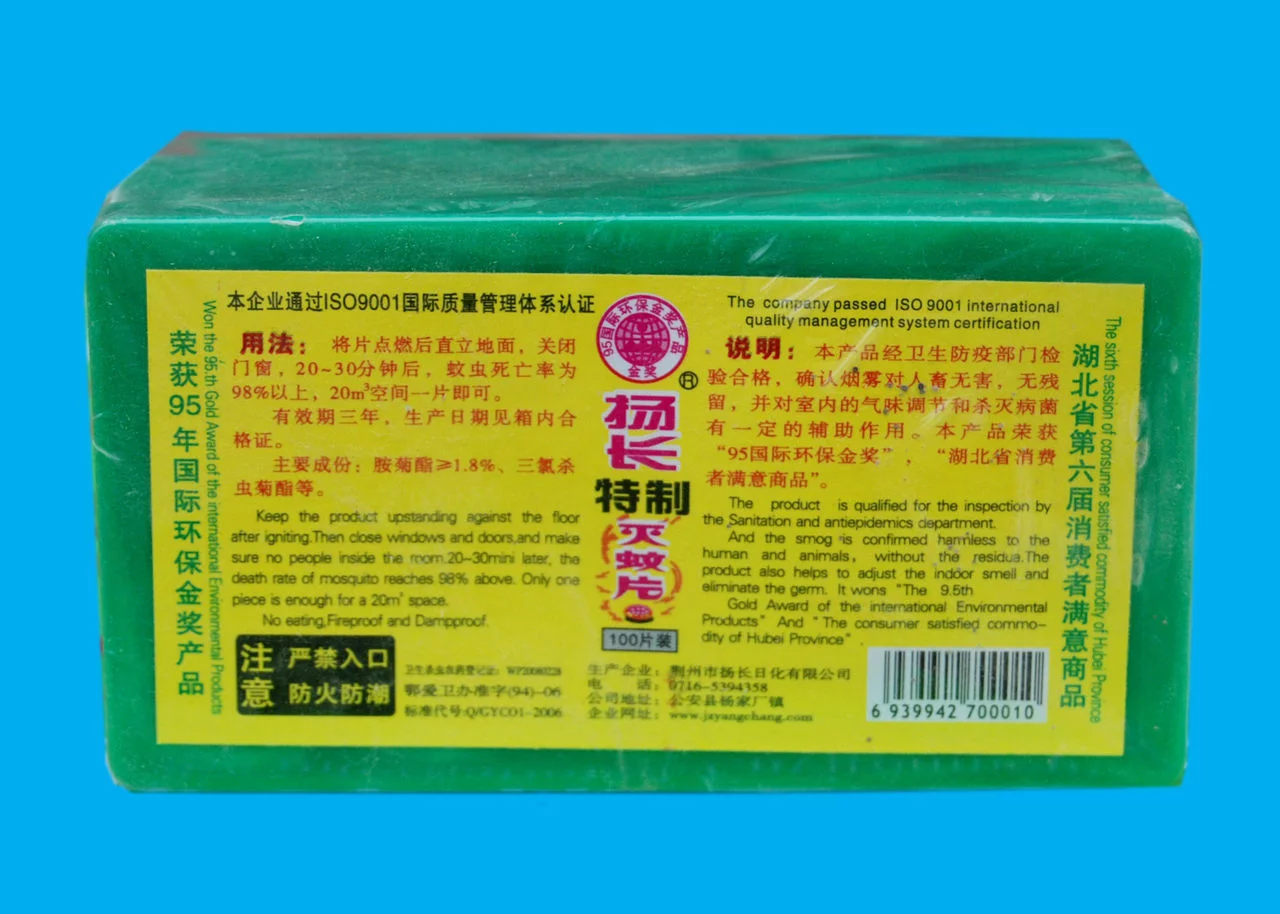 本企业通过ISO9001国际质量管理体系认证
荣获95年国际环保金奖产品
Won the 95.th Gold Award of the international Environmental Products
用法：将片点燃后直立地面，关闭
门窗，20~30分钟后，蚊虫死亡率为
98%以上，20m³空间一片即可。
有效期三年，生产日期见箱内合
格证。
主要成份：胺菊酯≥1.8%、三氯杀
虫菊酯等。
Keep the product upstanding against the floor
after igniting.Then close windows and doors,and make
sure no people inside the room.20~30mini later, the
death rate of mosquito reaches 98% above. Only one
piece is enough for a 20m³ space.
No eating,Fireproof and Dampproof.
注意
严禁入口
防火防潮
卫生杀虫农药登记证：WP20080228
鄂爱卫办·准字(94)-06
标准代号:Q/GYCO1-2006
95国际环保金奖产品
金奖
®
扬长
特制
灭蚊片
100片装
生产企业：荆州市扬长日化有限公司
电 话：0716-5394358
公司地址：公安县杨家厂镇
企业网址：www.jzyangchang.com
The company passed ISO 9001 international
quality management system certification
说明：本产品经卫生防疫部门检
验合格，确认烟雾对人畜无害，无残
留，并对室内的气味调节和杀灭病菌
有一定的辅助作用。本产品荣获
“95国际环保金奖”，“湖北省消费
者满意商品”。
The product is qualified for the inspection by
the Sanitation and antiepidemics department.
And the smog is confirmed harmless to the
human and animals, without the residue.The
product also helps to adjust the indoor smell and
eliminate the germ. It wons "The 9.5th
Gold Award of the international Environmental
Products" And "The consumer satisfied commo-
dity of Hubei Province".
6 939942 700010
湖北省第六届消费者满意商品
The sixth session of consumer satisfied commodity of Hubei Province